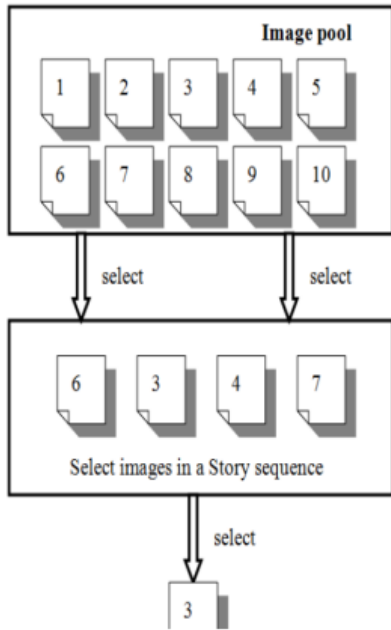 Image pool
1 2 3 4 5
6 7 8 9 10
select select
6 3 4 7
Select images in a Story sequence
select
3